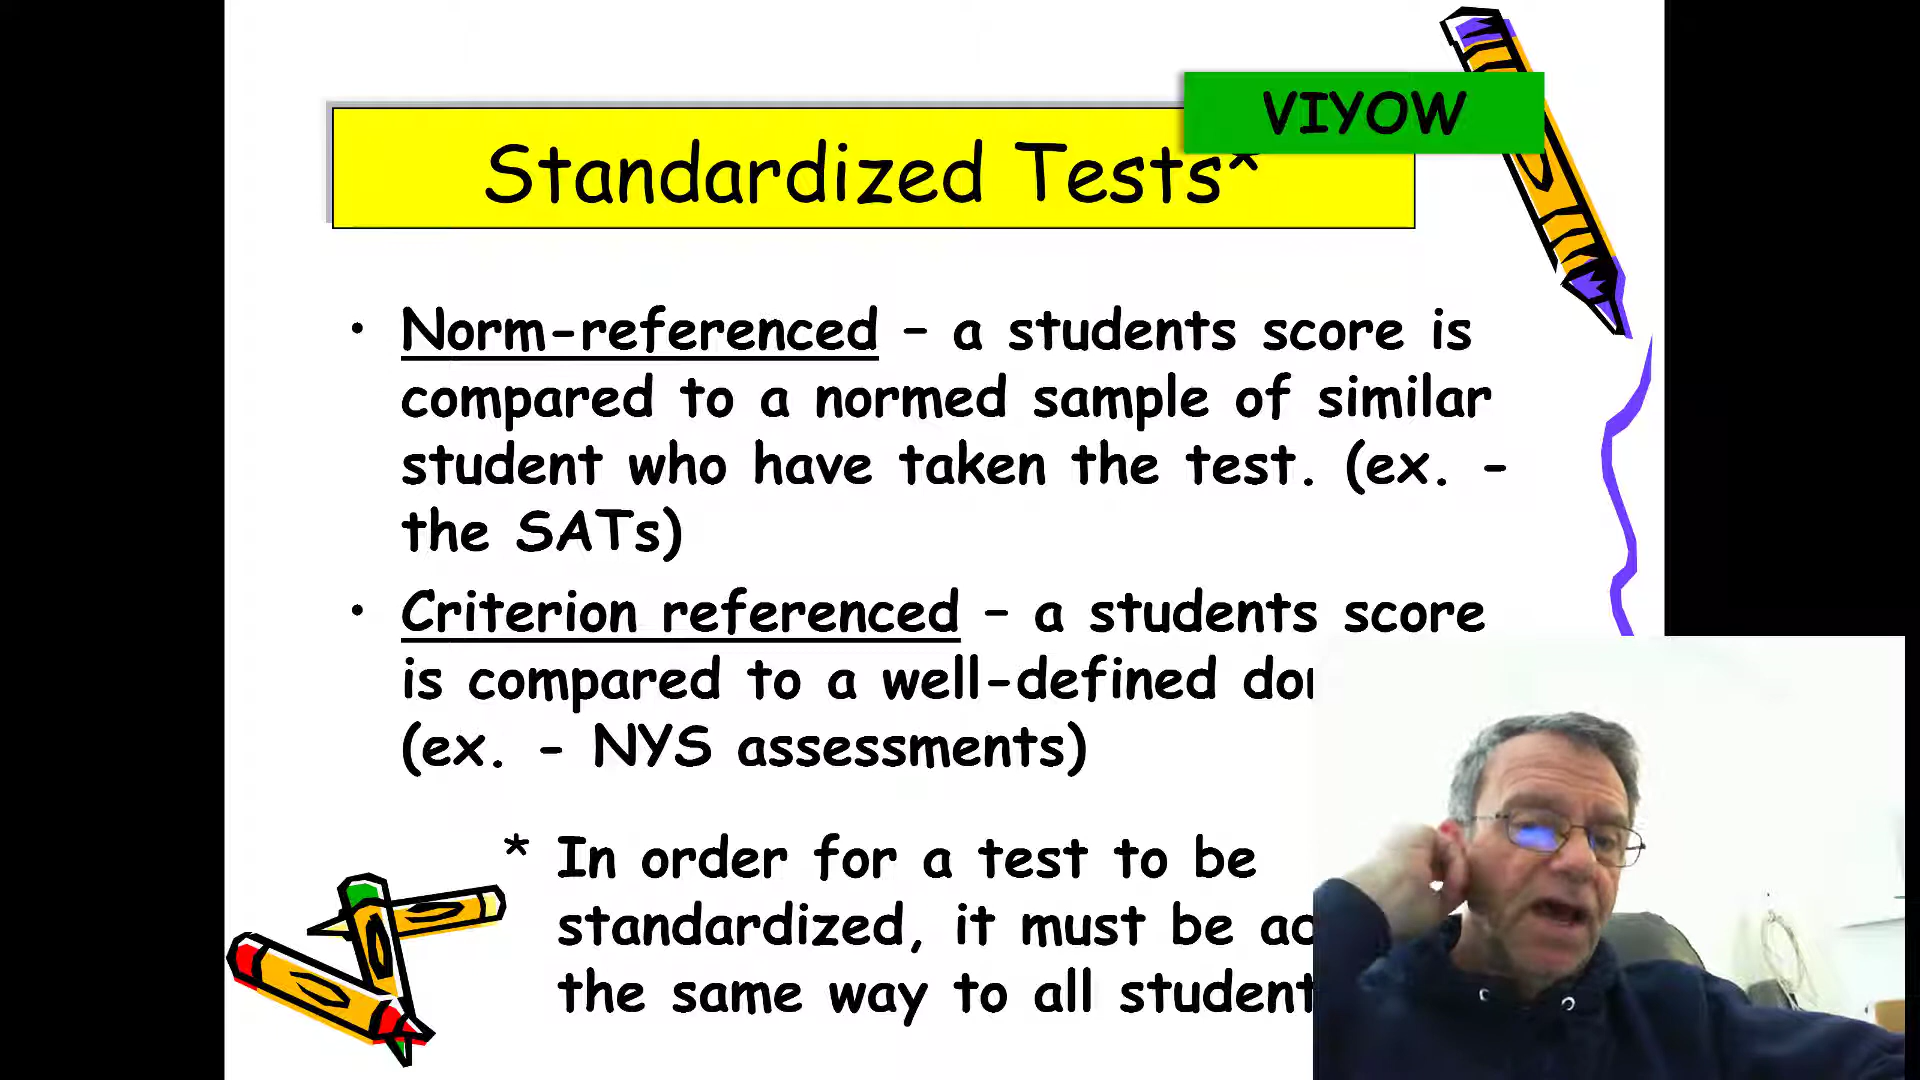 VIYOW
Standardized Tests*
• Norm-referenced – a students score is
compared to a normed sample of similar
student who have taken the test. (ex. -
the SATs)
• Criterion referenced – a students score
is compared to a well-defined
(ex. - NYS assessments)
* In order for a test to be
standardized, it must be
the same way to all